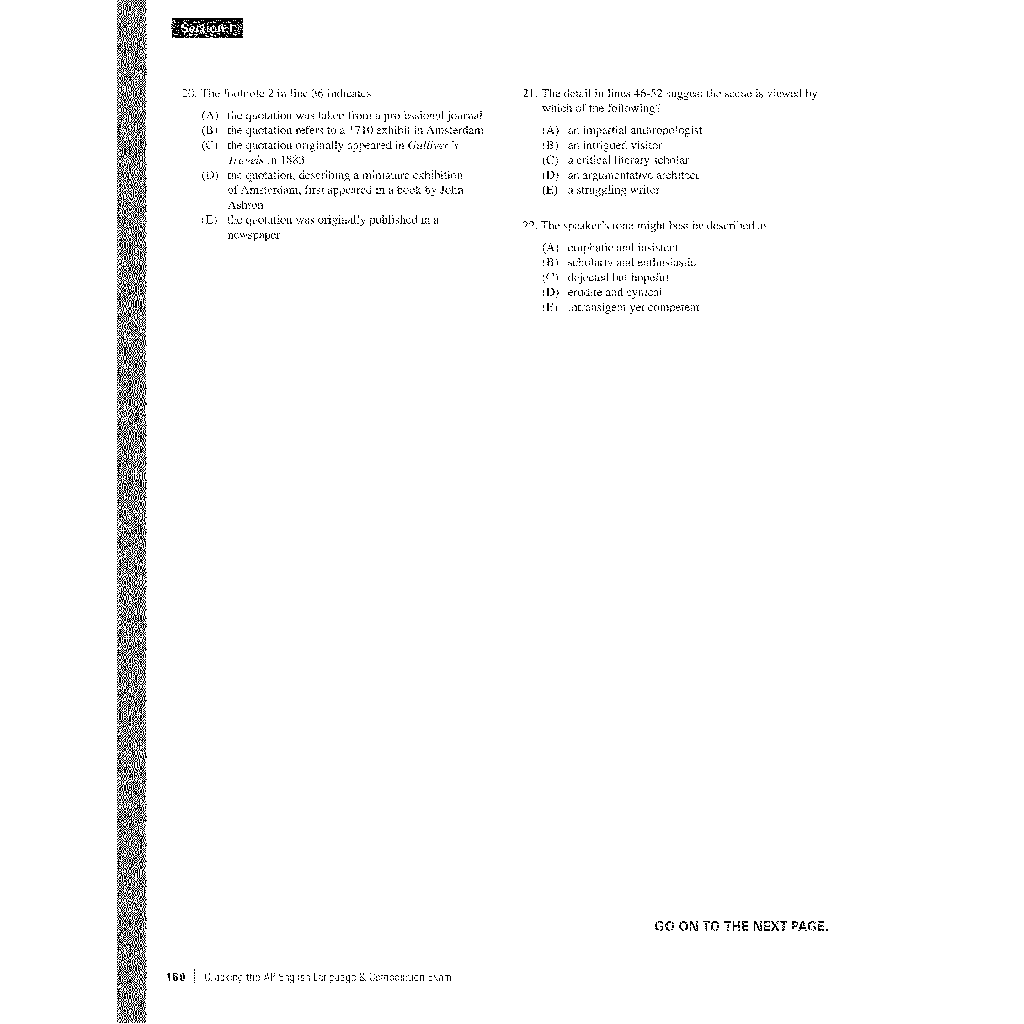 Section I
20. The footnote 2 in line 36 indicates
(A) the quotation was taken from a professional journal
(B) the quotation refers to a 1710 exhibit in Amsterdam
(C) the quotation originally appeared in Gulliver's
Travels in 1883
(D) the quotation, describing a miniature exhibition
of Amsterdam, first appeared in a book by John
Ashton
(E) the quotation was originally published in a
newspaper
21. The detail in lines 46-52 suggest the scene is viewed by
which of the following?
(A) an impartial anthropologist
(B) an intrigued visitor
(C) a critical literary scholar
(D) an argumentative architect
(E) a struggling writer
22. The speaker's tone might best be described as
(A) emphatic and insistent
(B) scholarly and enthusiastic
(C) dejected but hopeful
(D) erudite and cynical
(E) intransigent yet competent
GO ON TO THE NEXT PAGE.
160 | Cracking the AP English Language & Composition Exam